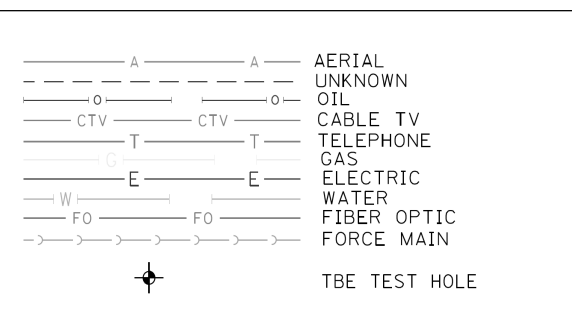 A A AERIAL
UNKNOWN
O O OIL
CTV CTV CABLE TV
T T TELEPHONE
G GAS
E E ELECTRIC
W WATER
FO FO FIBER OPTIC
FORCE MAIN
TBE TEST HOLE